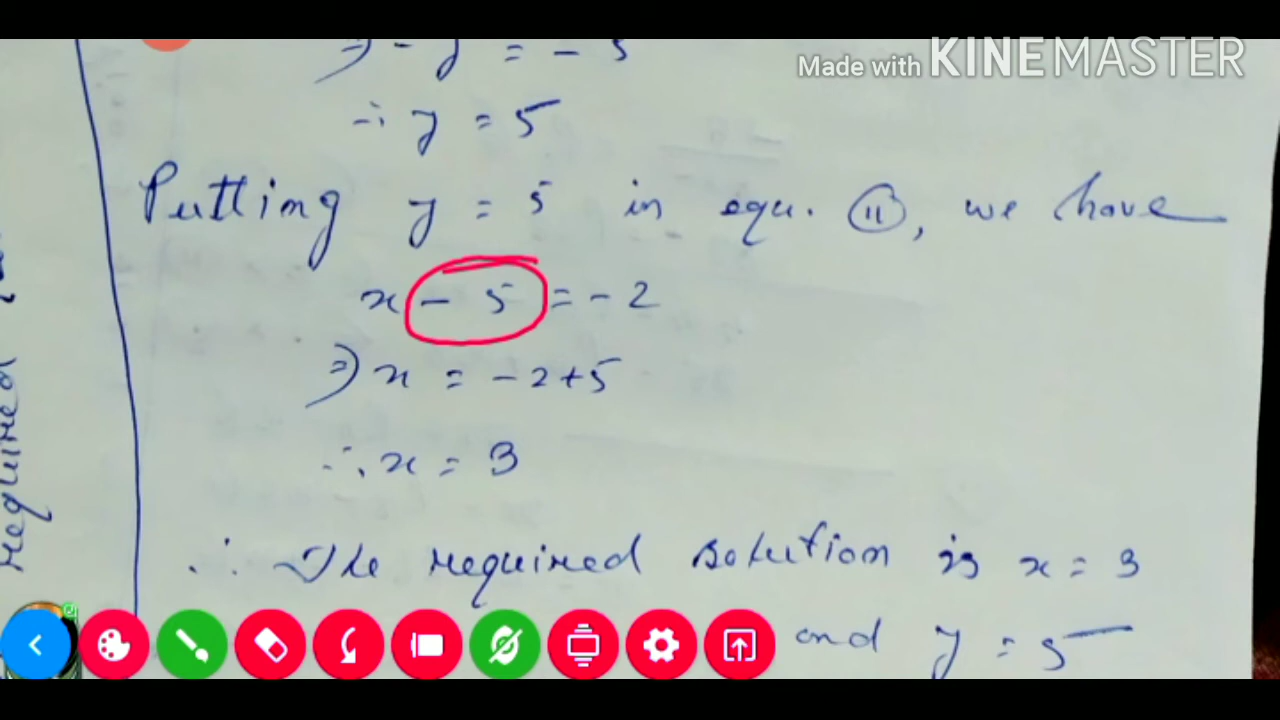 Made with KINEMASTER
⇒ - y = - 5
∴ y = 5
Putting y = 5 in equ. (II), we have
x - 5 = - 2
⇒ x = - 2 + 5
∴ x = 3
∴ The required solution is x = 3
and y = 5
required